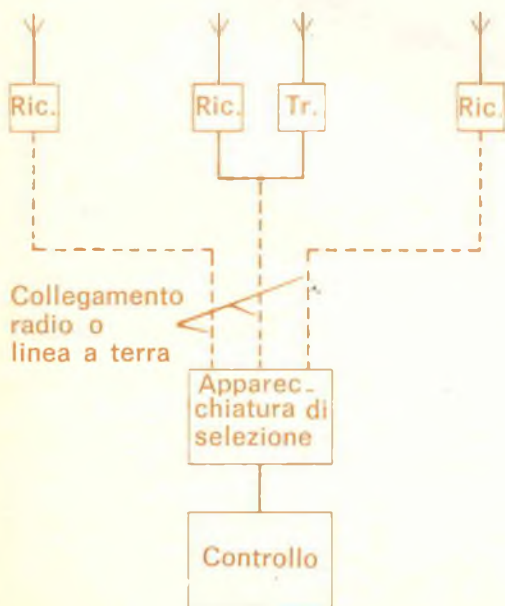 Ric.
Ric.
Tr.
Ric.
Collegamento
radio o
linea a terra
Apparec-
chiatura di
selezione
Controllo